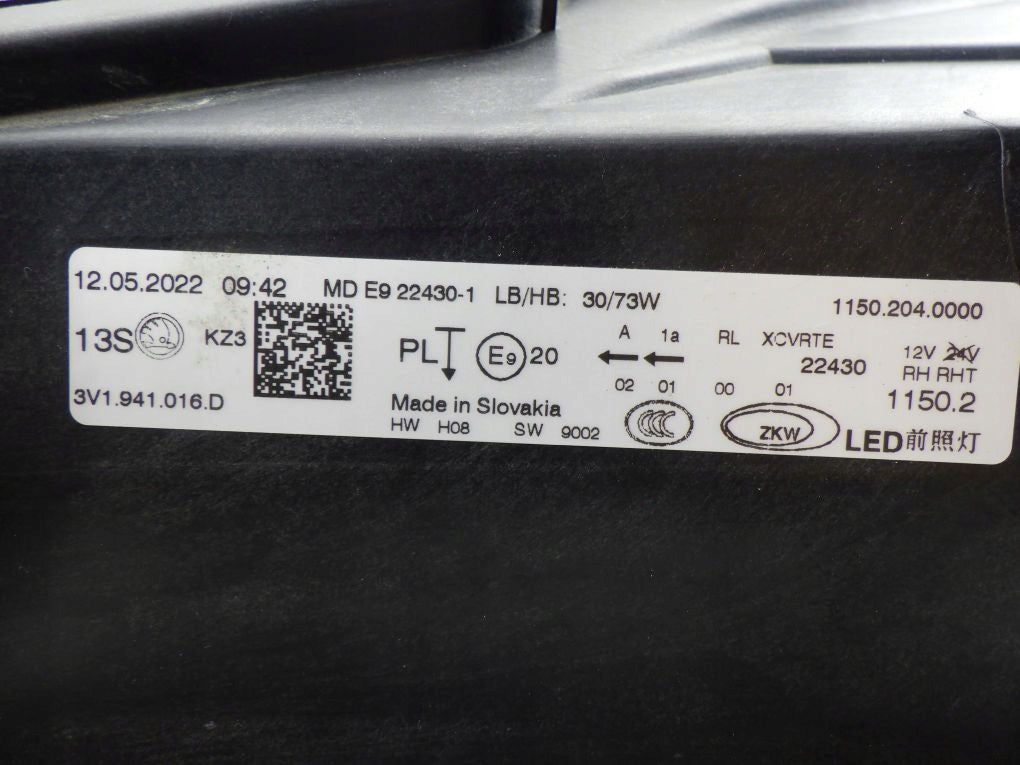 12.05.2022 09:42 MD E9 22430-1 LB/HB: 30/73W 1150.204.0000
13S KZ3 PL E9 20 A 1a RL XCVRTE 12V 24V
22430 RH RHT
02 01 00 01 1150.2
3V1.941.016.D Made in Slovakia
HW H08 SW 9002 CCC ZKW LED前照灯